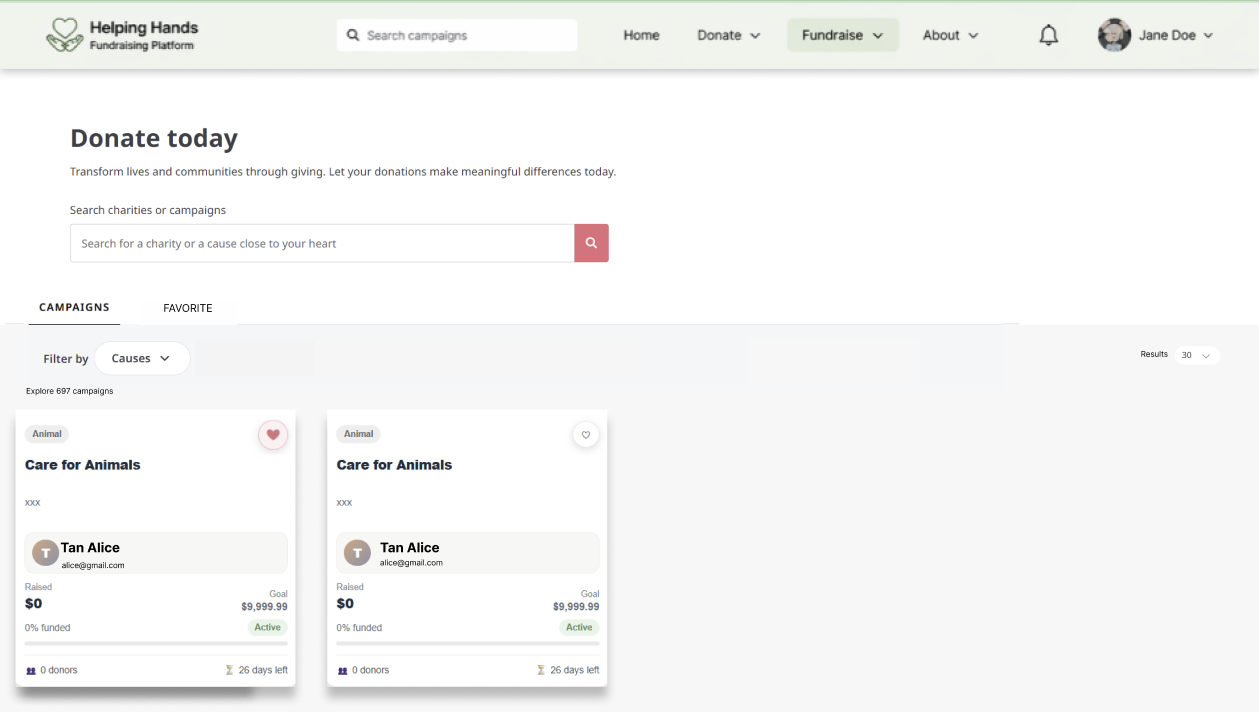 Helping Hands
Fundraising Platform
Search campaigns
Home
Donate
Fundraise
About
Jane Doe
Donate today
Transform lives and communities through giving. Let your donations make meaningful differences today.
Search charities or campaigns
Search for a charity or a cause close to your heart
CAMPAIGNS
FAVORITE
Filter by
Causes
Results
30
Explore 697 campaigns
Animal
Care for Animals
xxx
T
Tan Alice
alice@gmail.com
Raised
$0
Goal
$9,999.99
0% funded
Active
0 donors
26 days left
Animal
Care for Animals
xxx
T
Tan Alice
alice@gmail.com
Raised
$0
Goal
$9,999.99
0% funded
Active
0 donors
26 days left